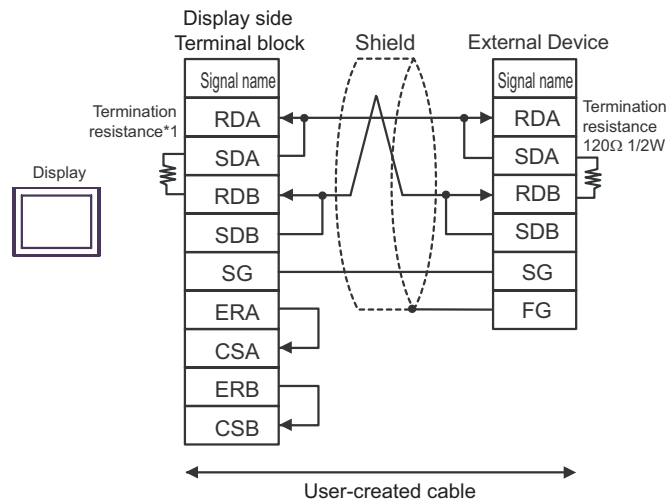 Display side
Terminal block
Shield
External Device
Signal name
Signal name
Termination
resistance*1
RDA
RDA
Termination
resistance
120Ω 1/2W
SDA
SDA
Display
RDB
RDB
SDB
SDB
SG
SG
ERA
FG
CSA
ERB
CSB
User-created cable